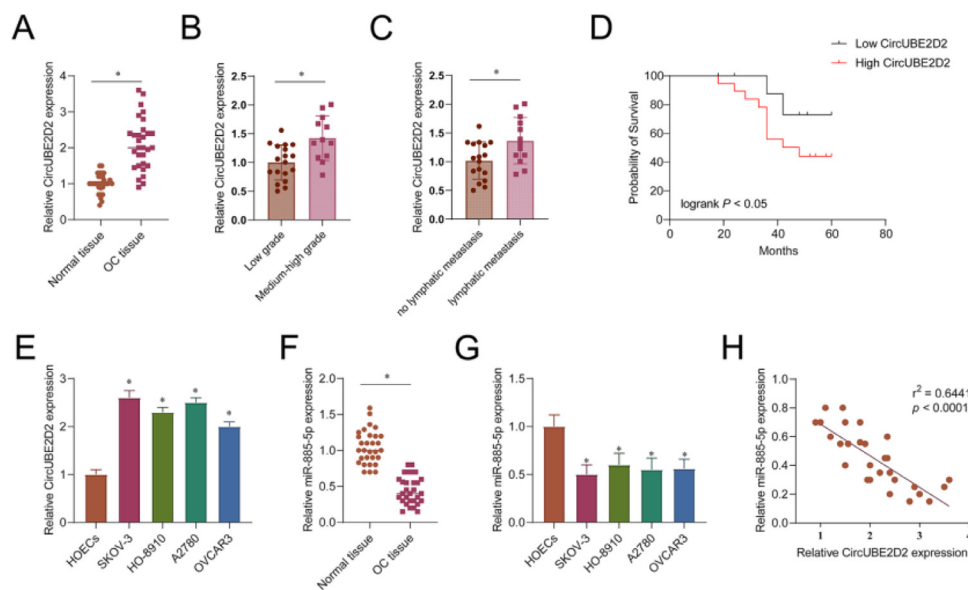 A
Relative CircUBE2D2 expression
4
3
2
1
0
*
Normal tissue
OC tissue
B
Relative CircUBE2D2 expression
2.0
1.5
1.0
0.5
0.0
*
Low grade
Medium-high grade
C
Relative CircUBE2D2 expression
2.0
1.5
1.0
0.5
0.0
*
no lymphatic metastasis
lymphatic metastasis
D
Low CircUBE2D2
High CircUBE2D2
Probability of Survival
100
80
60
40
20
0
logrank P < 0.05
0 20 40 60 80
Months
E
Relative CircUBE2D2 expression
3
2
1
0
* * * *
HOECs
SKOV-3
HO-8910
A2780
OVCAR3
F
Relative miR-885-5p expression
2.0
1.5
1.0
0.5
0.0
*
Normal tissue
OC tissue
G
Relative miR-885-5p expression
1.5
1.0
0.5
0.0
* * * *
HOECs
SKOV-3
HO-8910
A2780
OVCAR3
H
Relative miR-885-5p expression
1.0
0.8
0.6
0.4
0.2
0.0
r² = 0.6441
p < 0.0001
1 2 3 4
Relative CircUBE2D2 expression